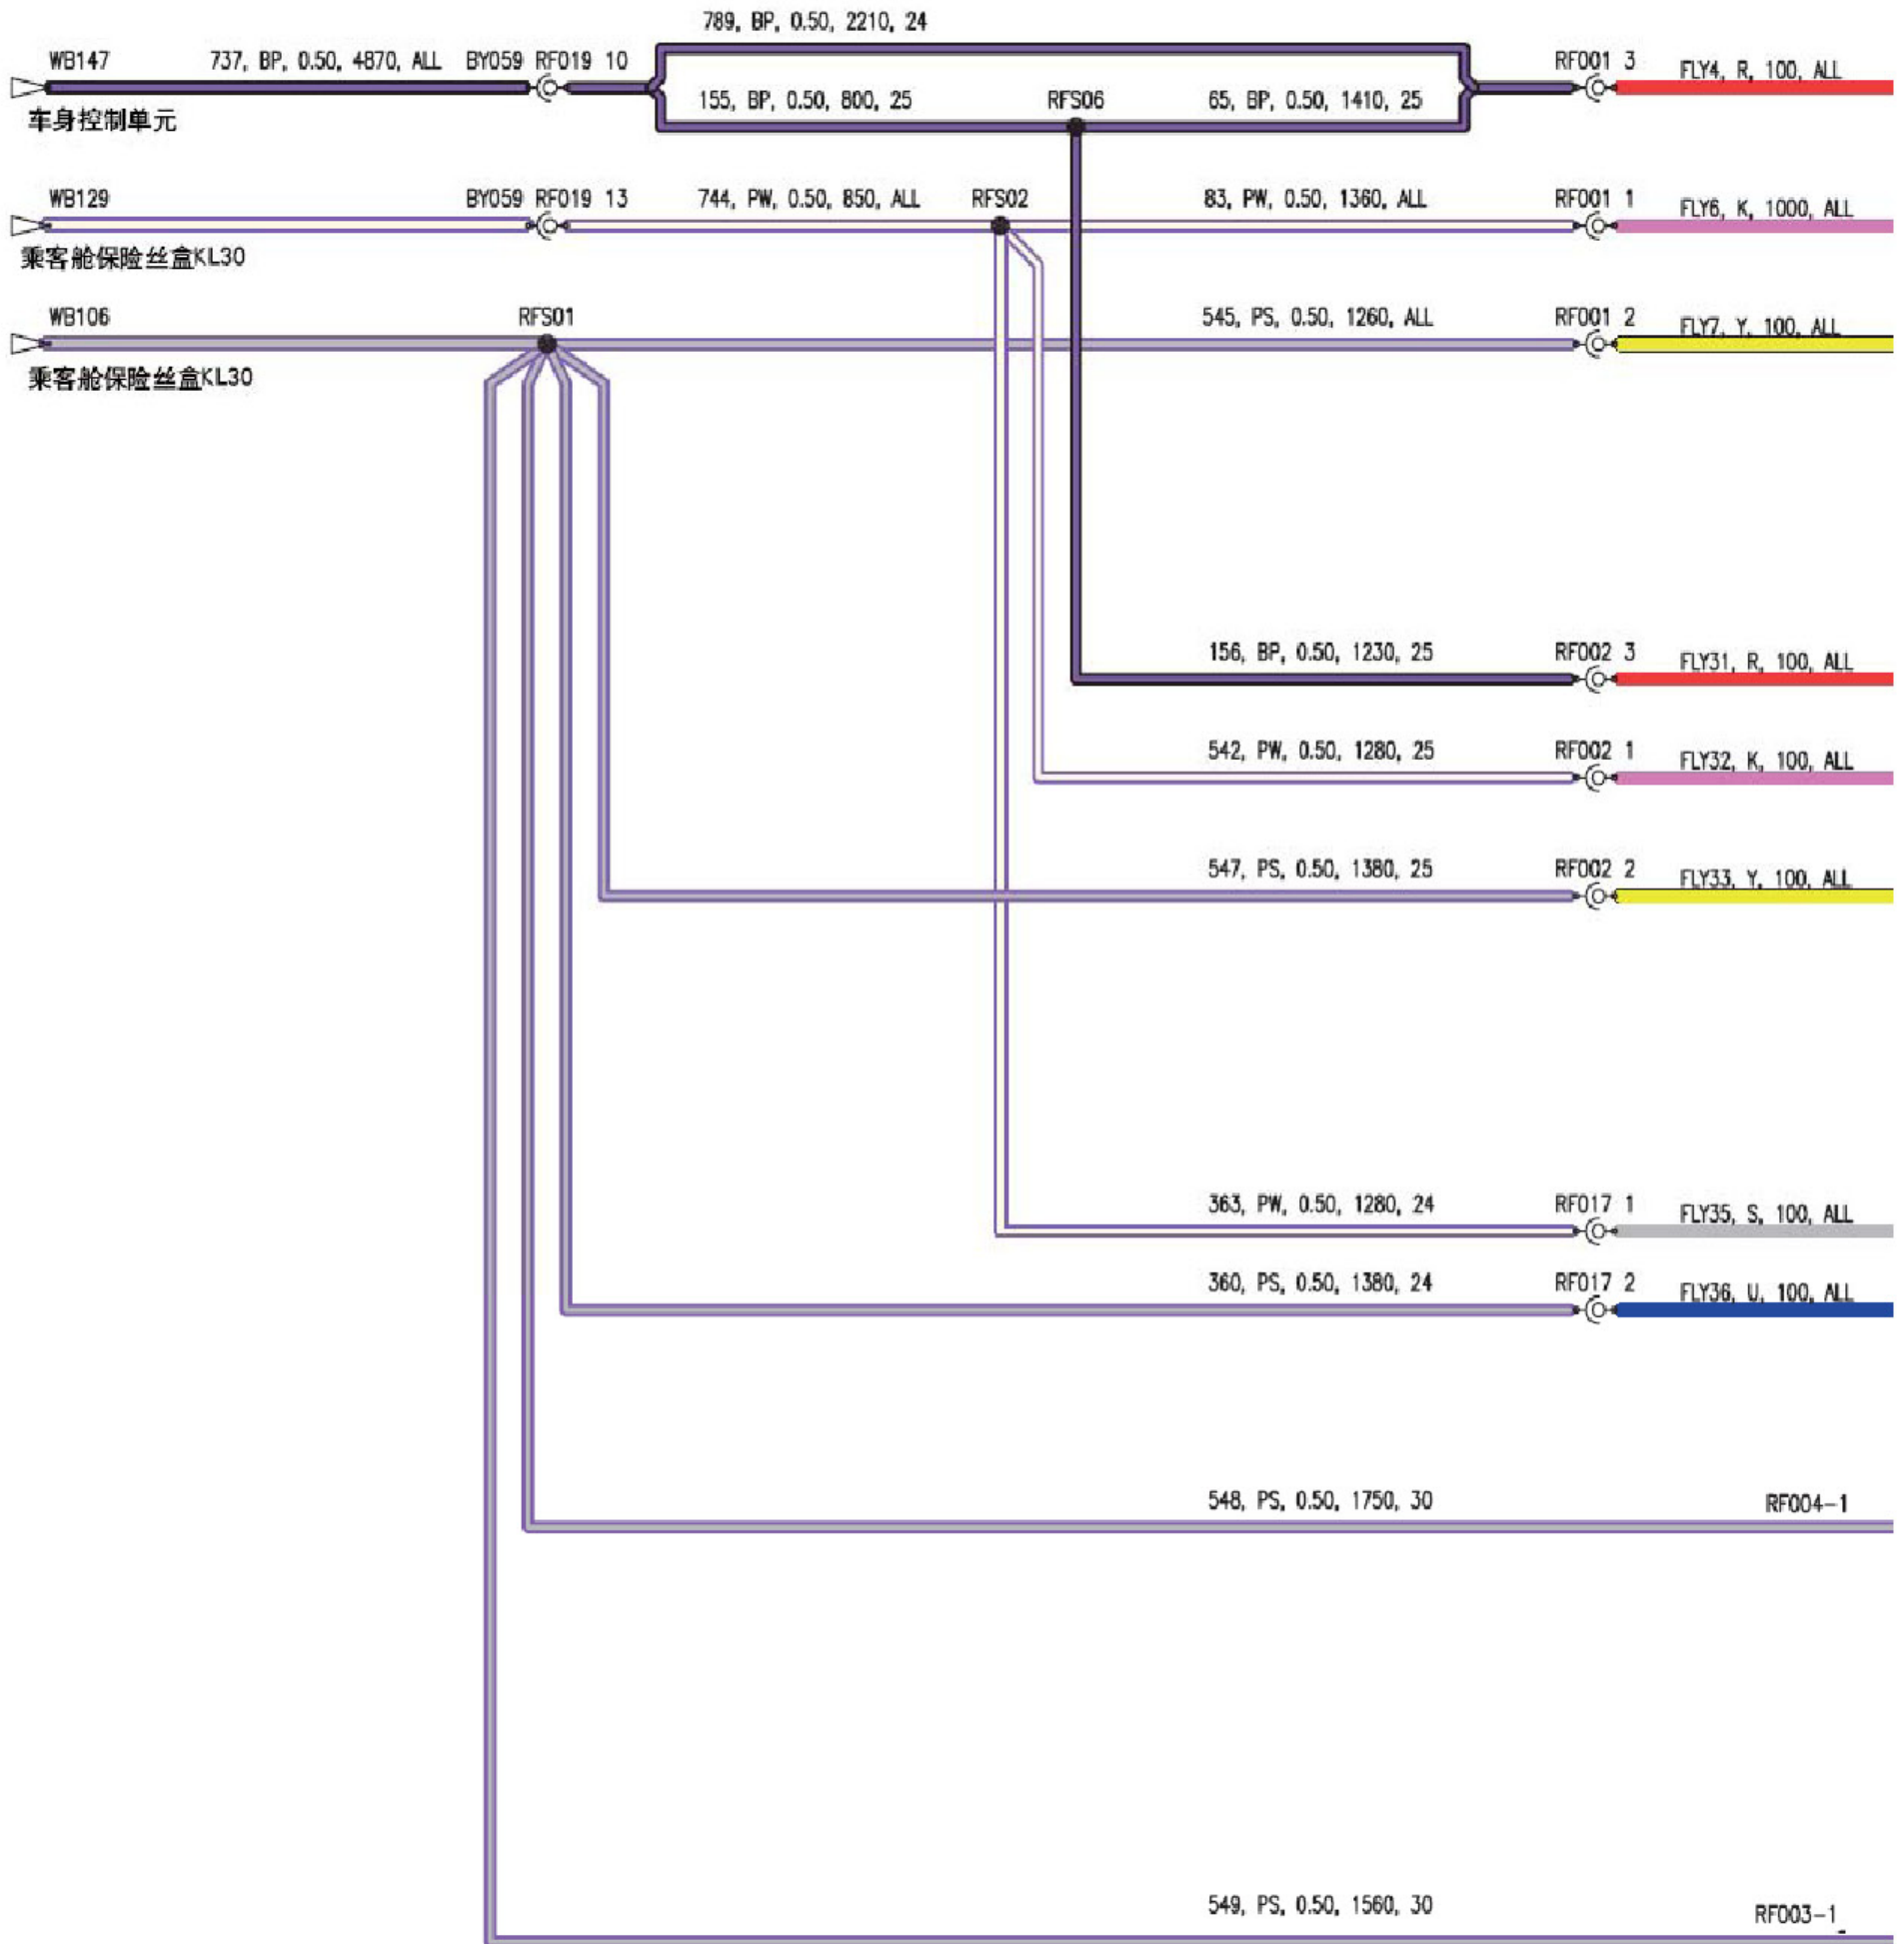 789, BP, 0.50, 2210, 24
WB147 737, BP, 0.50, 4870, ALL BY059 RF019 10 RF001 3 FLY4, R, 100, ALL
155, BP, 0.50, 800, 25 RFS06 65, BP, 0.50, 1410, 25
车身控制单元
WB129 BY059 RF019 13 744, PW, 0.50, 850, ALL RFS02 83, PW, 0.50, 1360, ALL RF001 1 FLY6, K, 1000, ALL
乘客舱保险丝盒KL30
WB106 RFS01 545, PS, 0.50, 1260, ALL RF001 2 FLY7, Y, 100, ALL
乘客舱保险丝盒KL30
156, BP, 0.50, 1230, 25 RF002 3 FLY31, R, 100, ALL
542, PW, 0.50, 1280, 25 RF002 1 FLY32, K, 100, ALL
547, PS, 0.50, 1380, 25 RF002 2 FLY33, Y, 100, ALL
363, PW, 0.50, 1280, 24 RF017 1 FLY35, S, 100, ALL
360, PS, 0.50, 1380, 24 RF017 2 FLY36, U, 100, ALL
548, PS, 0.50, 1750, 30 RF004-1
549, PS, 0.50, 1560, 30 RF003-1